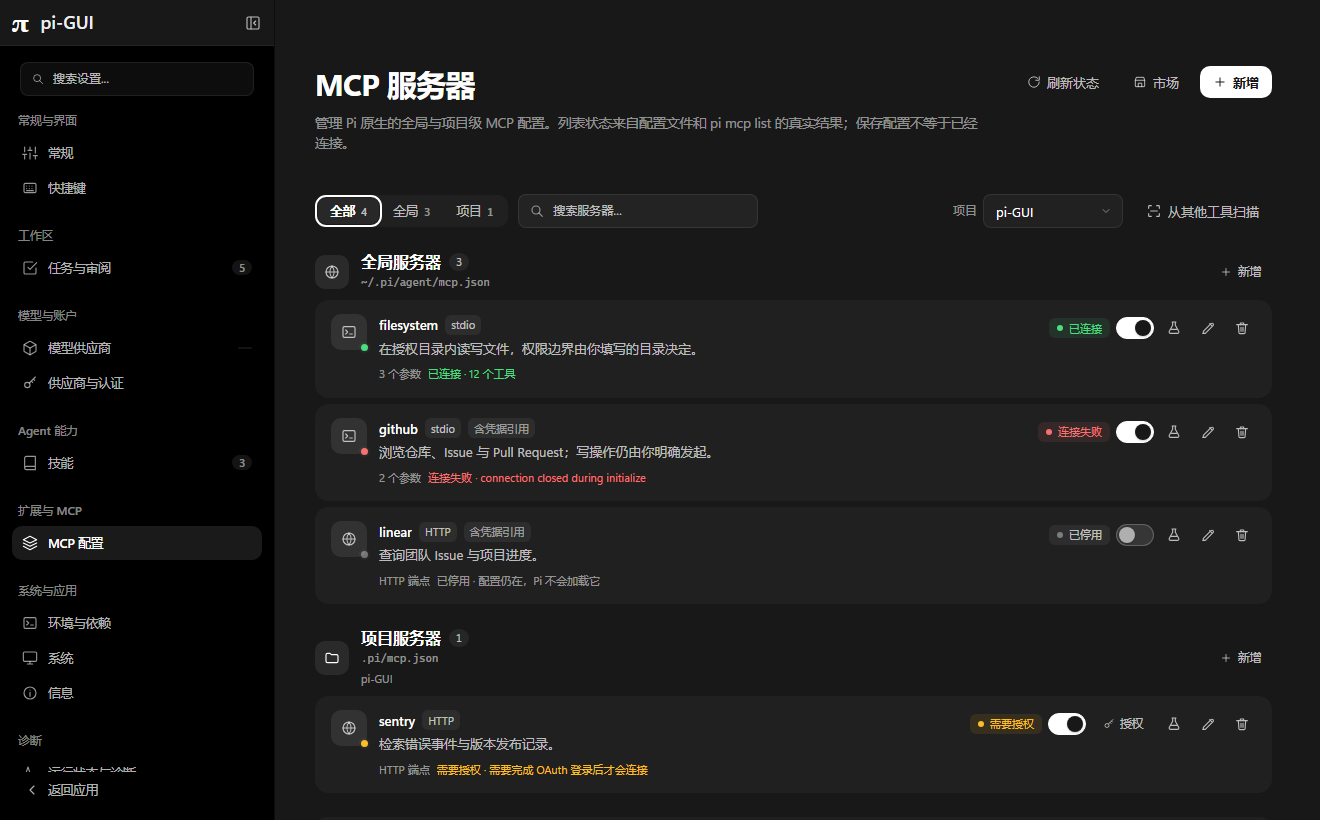 π pi-GUI
搜索设置...
常规与界面
常规
快捷键
工作区
任务与审阅 5
模型与账户
模型供应商
供应商与认证
Agent 能力
技能 3
扩展与 MCP
MCP 配置
系统与应用
环境与依赖
系统
信息
诊断
返回应用
MCP 服务器
刷新状态 市场 + 新增
管理 Pi 原生的全局与项目级 MCP 配置。列表状态来自配置文件和 pi mcp list 的真实结果；保存配置不等于已经
连接。
全部 4 全局 3 项目 1 搜索服务器... 项目 pi-GUI 从其他工具扫描
全局服务器 3
~/.pi/agent/mcp.json
+ 新增
filesystem stdio 已连接
在授权目录内读写文件，权限边界由你填写的目录决定。
3 个参数 已连接 · 12 个工具
github stdio 含凭据引用 连接失败
浏览仓库、Issue 与 Pull Request；写操作仍由你明确发起。
2 个参数 连接失败 · connection closed during initialize
linear HTTP 含凭据引用 已停用
查询团队 Issue 与项目进度。
HTTP 端点 已停用 · 配置仍在，Pi 不会加载它
项目服务器 1
.pi/mcp.json
+ 新增
pi-GUI
sentry HTTP 需要授权 授权
检索错误事件与版本发布记录。
HTTP 端点 需要授权 · 需要完成 OAuth 登录后才会连接